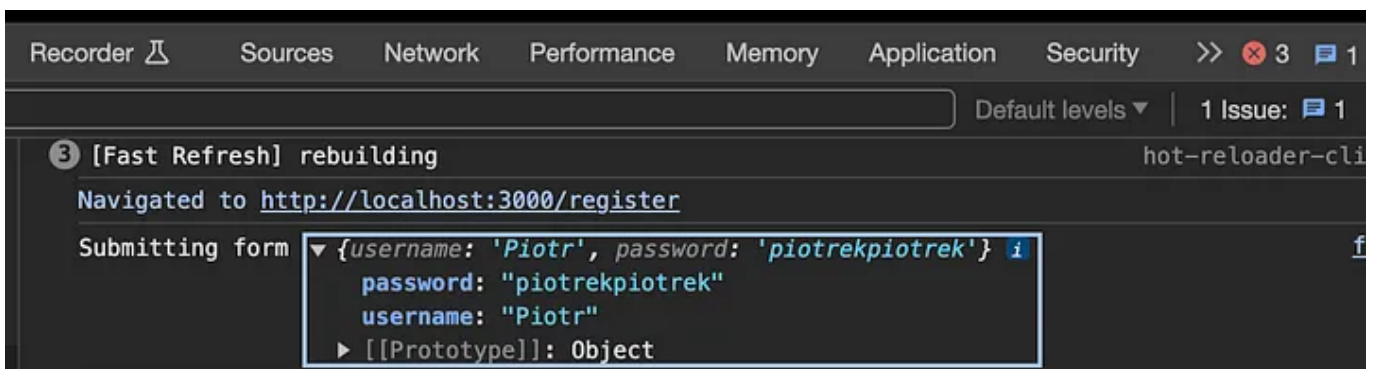 Recorder Sources Network Performance Memory Application Security >> 3 1
Default levels ▼ 1 Issue: 1
3 [Fast Refresh] rebuilding hot-reloader-cli
Navigated to http://localhost:3000/register
Submitting form ▼ {username: 'Piotr', password: 'piotrekpiotrek'} i f
password: "piotrekpiotrek"
username: "Piotr"
▶ [[Prototype]]: Object